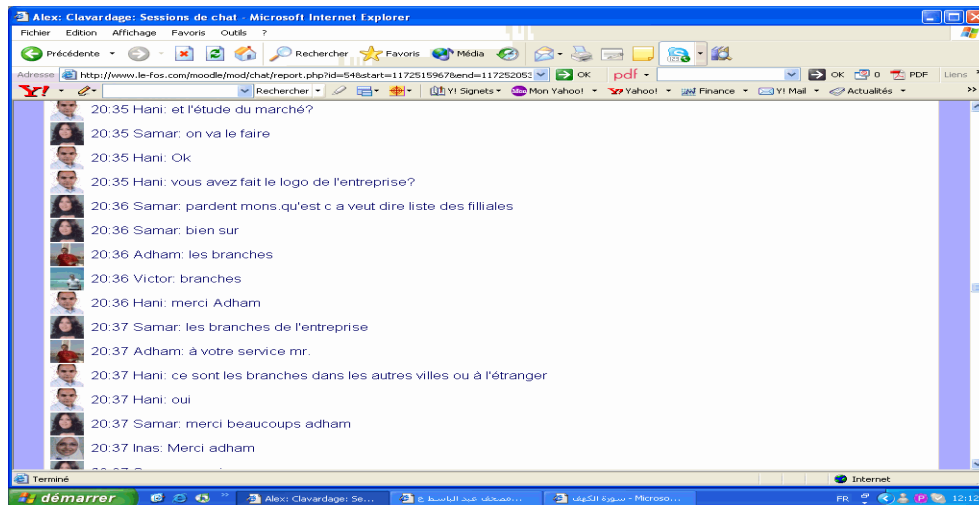 Alex: Clavardage: Sessions de chat - Microsoft Internet Explorer
Fichier Edition Affichage Favoris Outils ?
Précédente Rechercher Favoris Média
Adresse http://www.le-fos.com/moodle/mod/chat/report.php?id=54&start=1172515967&end=117252053 OK pdf OK 0 PDF Liens »
Y! Rechercher Y! Signets Mon Yahoo! Yahoo! Finance Y! Mail Actualités »
20:35 Hani: et l'étude du marché?
20:35 Samar: on va le faire
20:35 Hani: Ok
20:35 Hani: vous avez fait le logo de l'entreprise?
20:36 Samar: pardent mons.qu'est c a veut dire liste des filliales
20:36 Samar: bien sur
20:36 Adham: les branches
20:36 Victor: branches
20:36 Hani: merci Adham
20:37 Samar: les branches de l'entreprise
20:37 Adham: à votre service mr.
20:37 Hani: ce sont les branches dans les autres villes ou à l'étranger
20:37 Hani: oui
20:37 Samar: merci beaucoups adham
20:37 Inas: Merci adham
Terminé Internet
démarrer » Alex: Clavardage: Se... مصحف عبد الباسط ع... سورة الكهف - Microso... FR 12:12